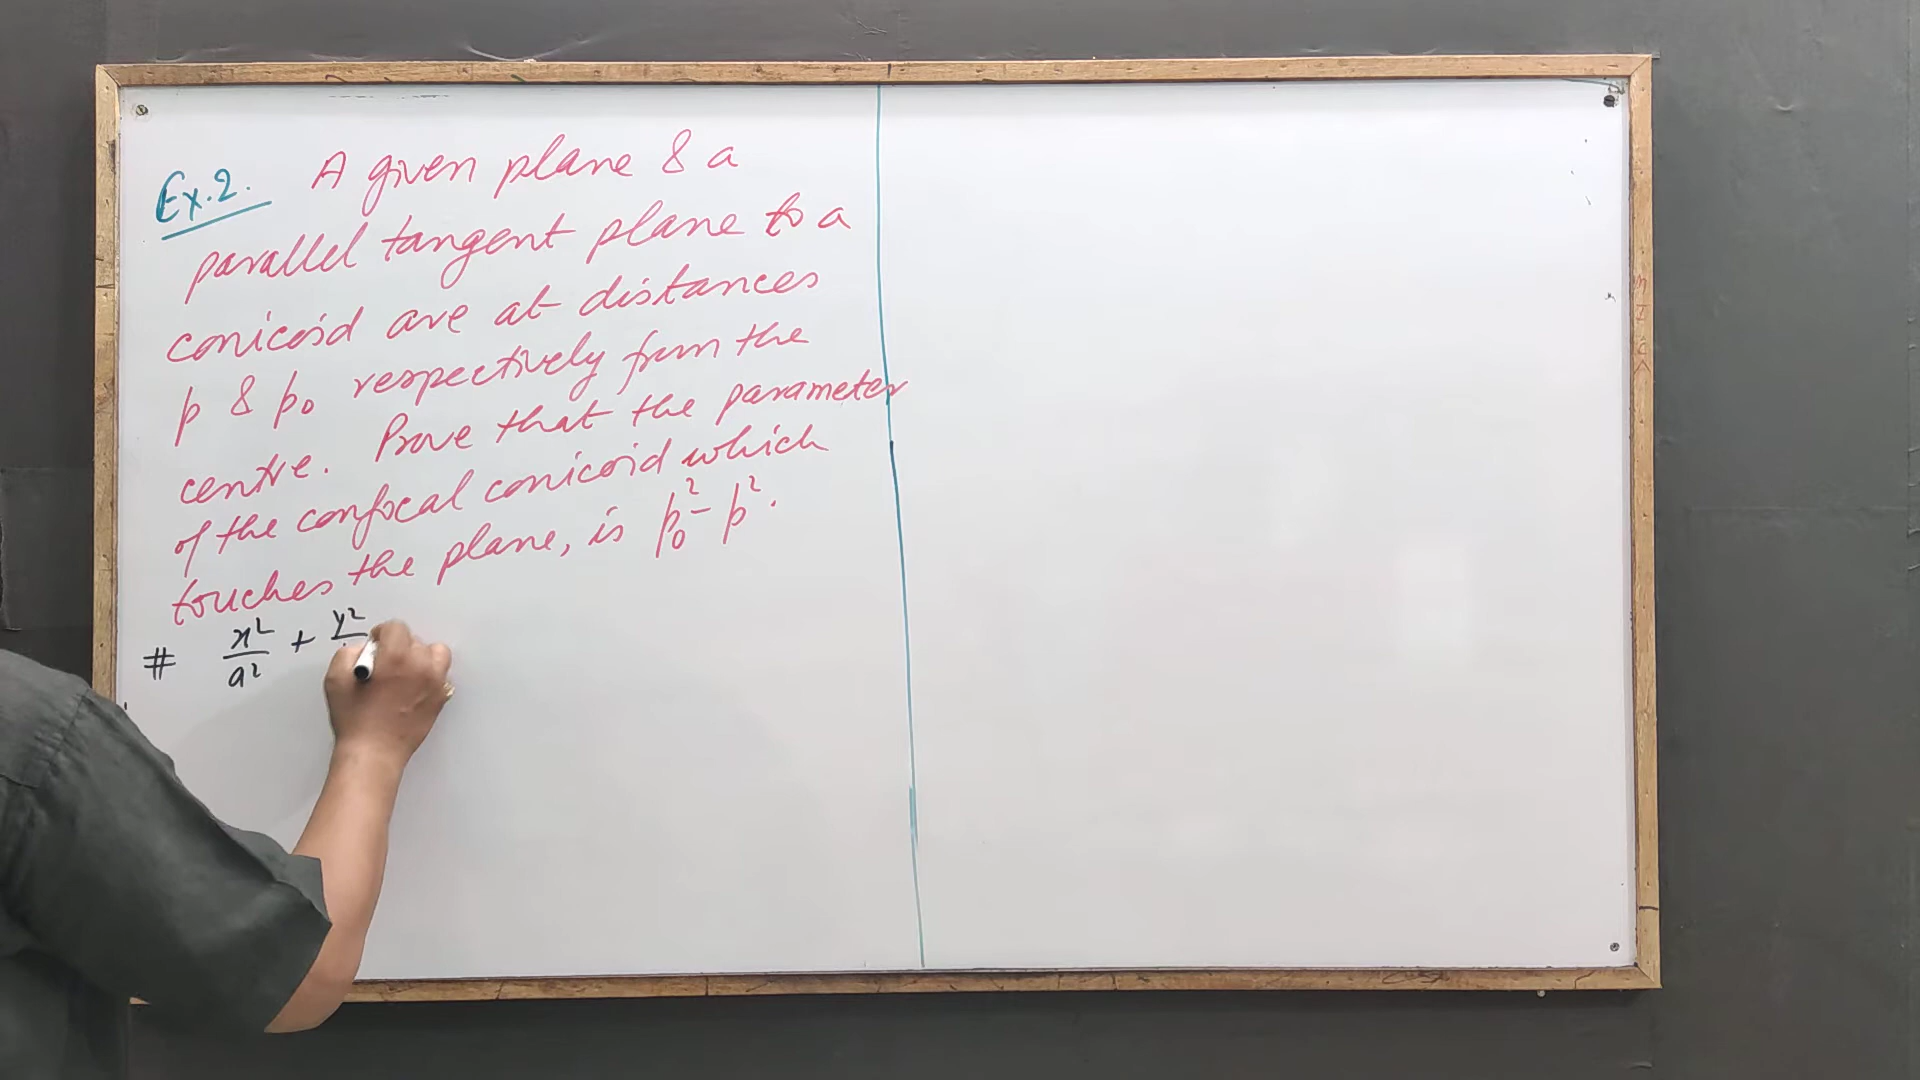 Ex.2. A given plane & a
parallel tangent plane to a
conicoid are at distances
p & p₀ respectively from the
centre. Prove that the parameter
of the confocal conicoid which
touches the plane, is p₀² - p².
# x²/a² + y²